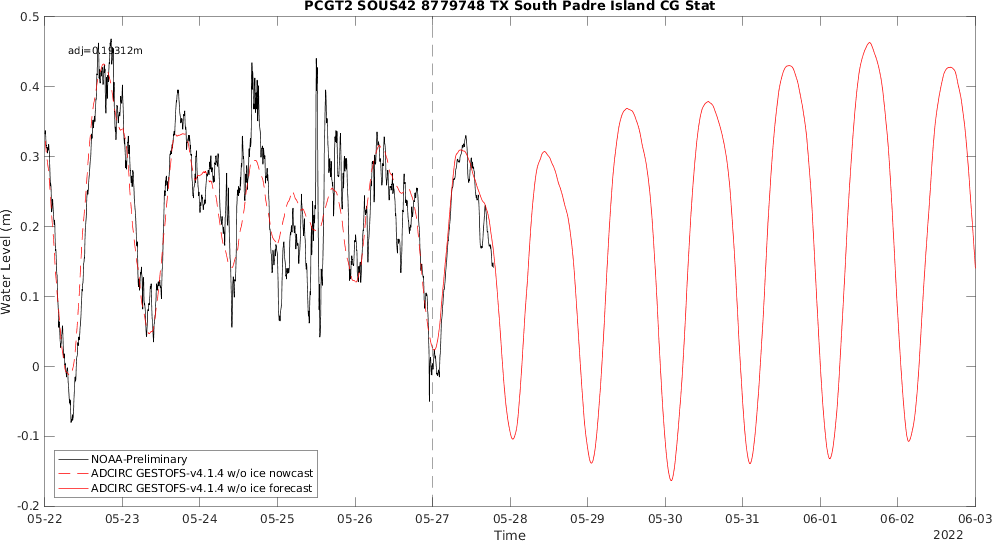 PCGT2 SOUS42 8779748 TX South Padre Island CG Stat
adj=0.19312m
0.5
0.4
0.3
0.2
0.1
0
-0.1
-0.2
Water Level (m)
NOAA-Preliminary
ADCIRC GESTOFS-v4.1.4 w/o ice nowcast
ADCIRC GESTOFS-v4.1.4 w/o ice forecast
05-22 05-23 05-24 05-25 05-26 05-27 05-28 05-29 05-30 05-31 06-01 06-02 06-03
Time
2022